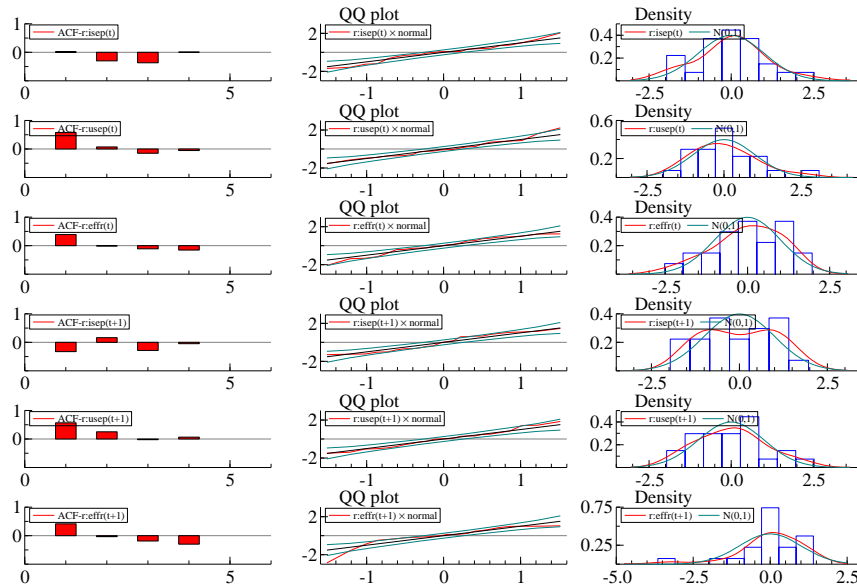 QQ plot Density
1 ACF-r:isep(t) 2 r:isep(t) × normal 0.4 r:isep(t) N(0,1)
0 -2 0.2
0 5 -1 0 1 -2.5 0.0 2.5
QQ plot Density
1 ACF-r:usep(t) 2 r:usep(t) × normal 0.6 r:usep(t) N(0,1)
0 -2 0.4 0.2
0 5 -1 0 1 -2.5 0.0 2.5
QQ plot Density
1 ACF-r:effr(t) 2 r:effr(t) × normal 0.4 r:effr(t) N(0,1)
0 -2 0.2
0 5 -1 0 1 -2.5 0.0 2.5
QQ plot Density
1 ACF-r:isep(t+1) 2 r:isep(t+1) × normal 0.4 r:isep(t+1) N(0,1)
0 -2 0.2
0 5 -1 0 1 -2.5 0.0 2.5
QQ plot Density
1 ACF-r:usep(t+1) 2 r:usep(t+1) × normal 0.4 r:usep(t+1) N(0,1)
0 -2 0.2
0 5 -1 0 1 -2.5 0.0 2.5
QQ plot Density
1 ACF-r:effr(t+1) 2 r:effr(t+1) × normal 0.75 r:effr(t+1) N(0,1)
0 -2 0.25
0 5 -1 0 1 -5.0 -2.5 0.0 2.5